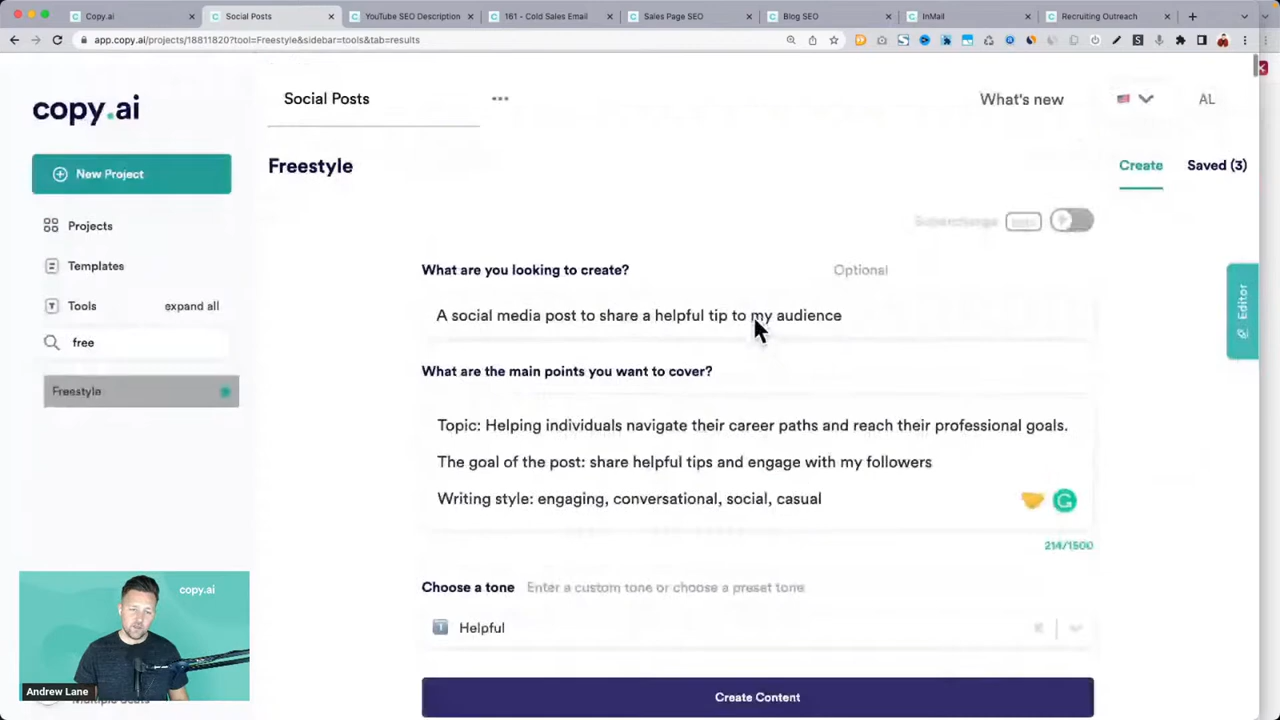 Copy.ai
Social Posts
YouTube SEO Description
161 - Cold Sales Email
Sales Page SEO
Blog SEO
InMail
Recruiting Outreach
app.copy.ai/projects/18811820?tool=Freestyle&sidebar=tools&tab=results
copy.ai
Social Posts
What's new
AL
New Project
Freestyle
Create
Saved (3)
Projects
Supercharge
Templates
What are you looking to create?
Optional
Tools
expand all
A social media post to share a helpful tip to my audience
Editor
free
What are the main points you want to cover?
Freestyle
Topic: Helping individuals navigate their career paths and reach their professional goals.
The goal of the post: share helpful tips and engage with my followers
Writing style: engaging, conversational, social, casual
214/1500
Choose a tone
Enter a custom tone or choose a preset tone
copy.ai
Helpful
Andrew Lane
Multiple Seats
Create Content